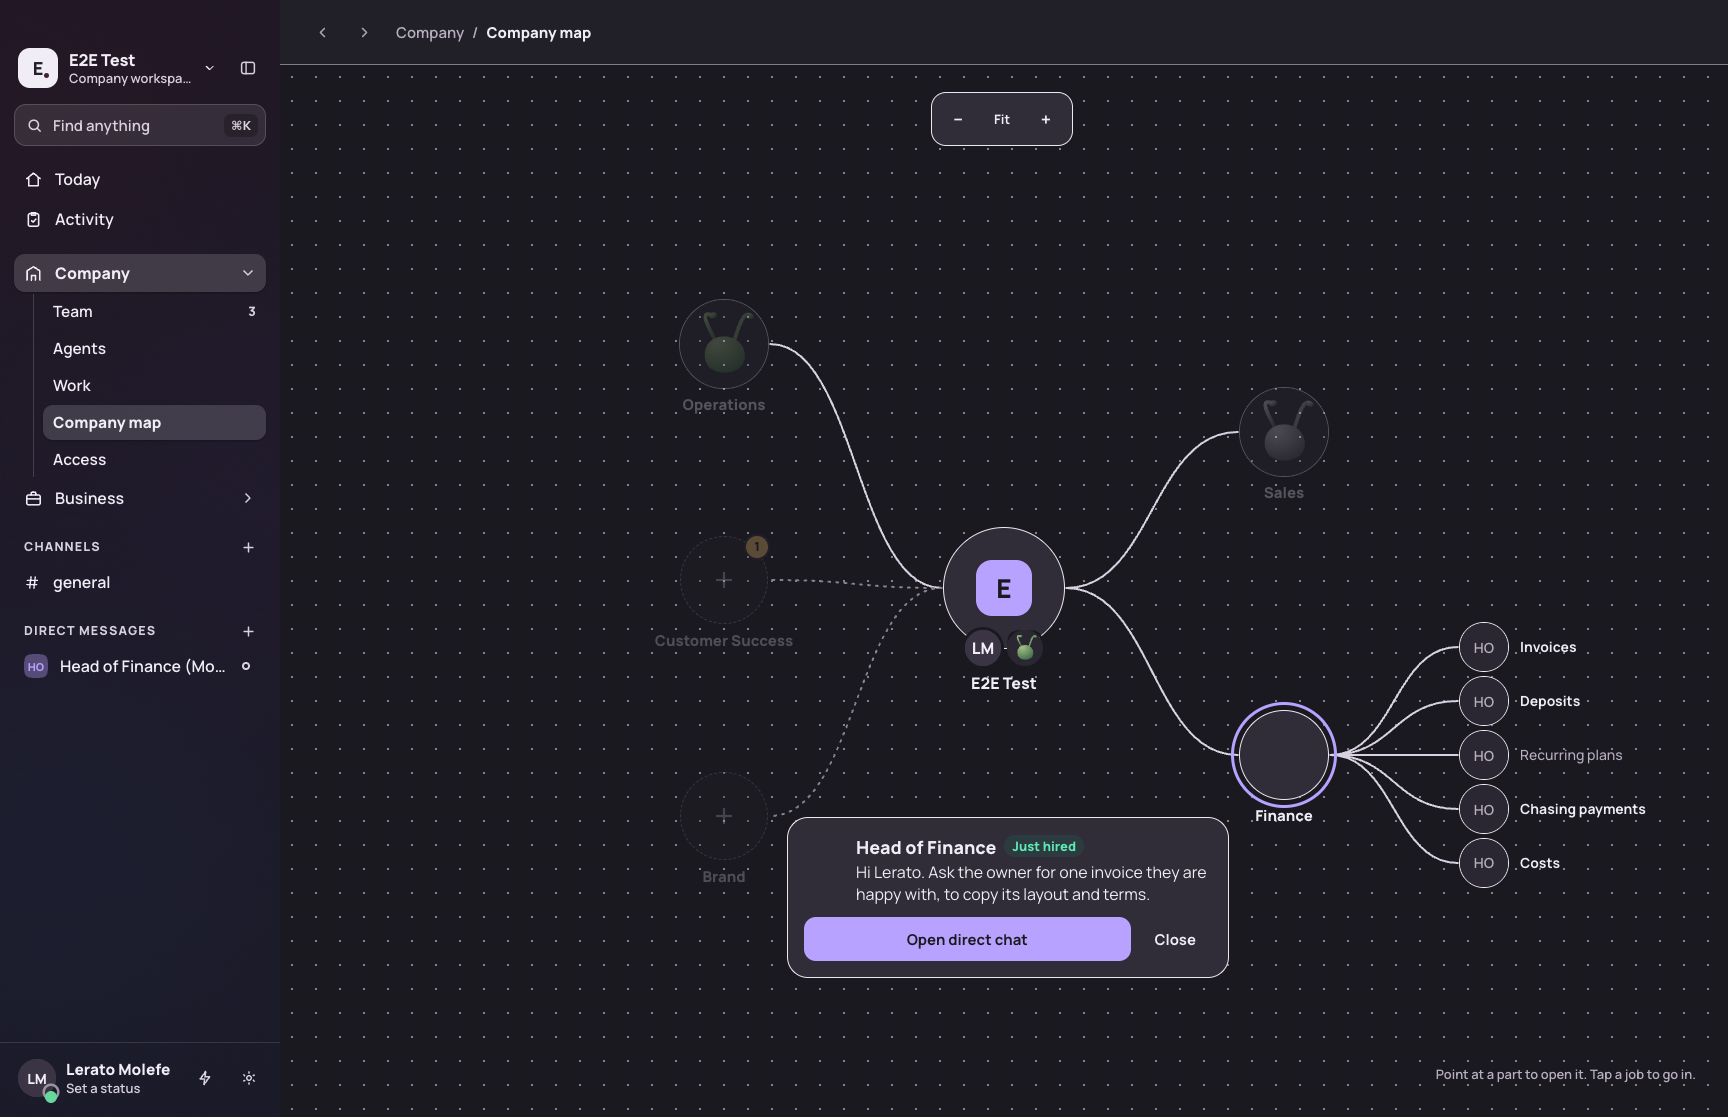 E.
E2E Test
Company workspa...
Find anything
⌘K
Today
Activity
Company
Team
3
Agents
Work
Company map
Access
Business
CHANNELS
+
# general
DIRECT MESSAGES
+
HO
Head of Finance (Mo...
LM
Lerato Molefe
Set a status
Company / Company map
− Fit +
Operations
Sales
1
Customer Success
E
LM
E2E Test
Brand
Finance
HO Invoices
HO Deposits
HO Recurring plans
HO Chasing payments
HO Costs
Head of Finance Just hired
Hi Lerato. Ask the owner for one invoice they are
happy with, to copy its layout and terms.
Open direct chat
Close
Point at a part to open it. Tap a job to go in.